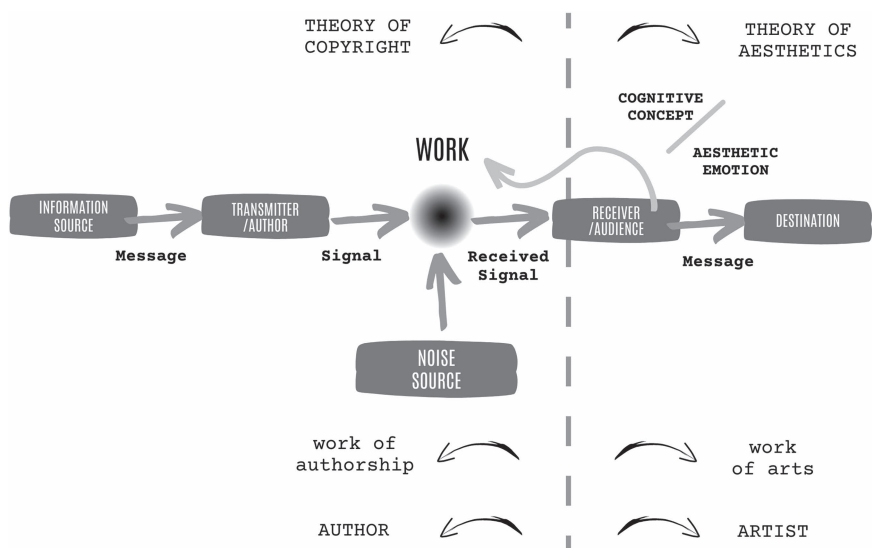 THEORY OF
COPYRIGHT
THEORY OF
AESTHETICS
COGNITIVE
CONCEPT
AESTHETIC
EMOTION
WORK
INFORMATION
SOURCE
Message
TRANSMITTER
/AUTHOR
Signal
Received
Signal
RECEIVER
/AUDIENCE
Message
DESTINATION
NOISE
SOURCE
work of
authorship
work
of arts
AUTHOR
ARTIST